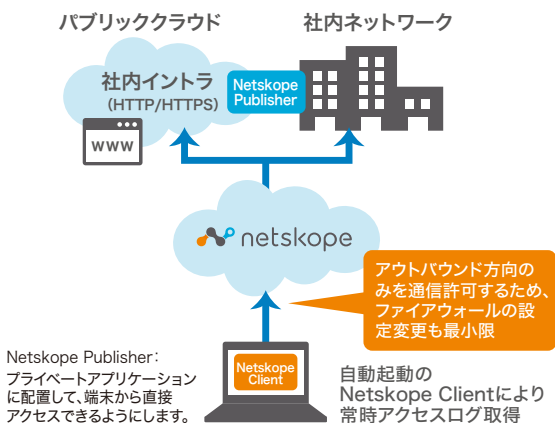 パブリッククラウド
社内ネットワーク
社内イントラ
（HTTP/HTTPS）
Netskope
Publisher
www
netskope
アウトバウンド方向の
みを通信許可するため、
ファイアウォールの設
定変更も最小限
Netskope Publisher：
プライベートアプリケーション
に配置して、端末から直接
アクセスできるようにします。
Netskope
Client
自動起動の
Netskope Clientにより
常時アクセスログ取得